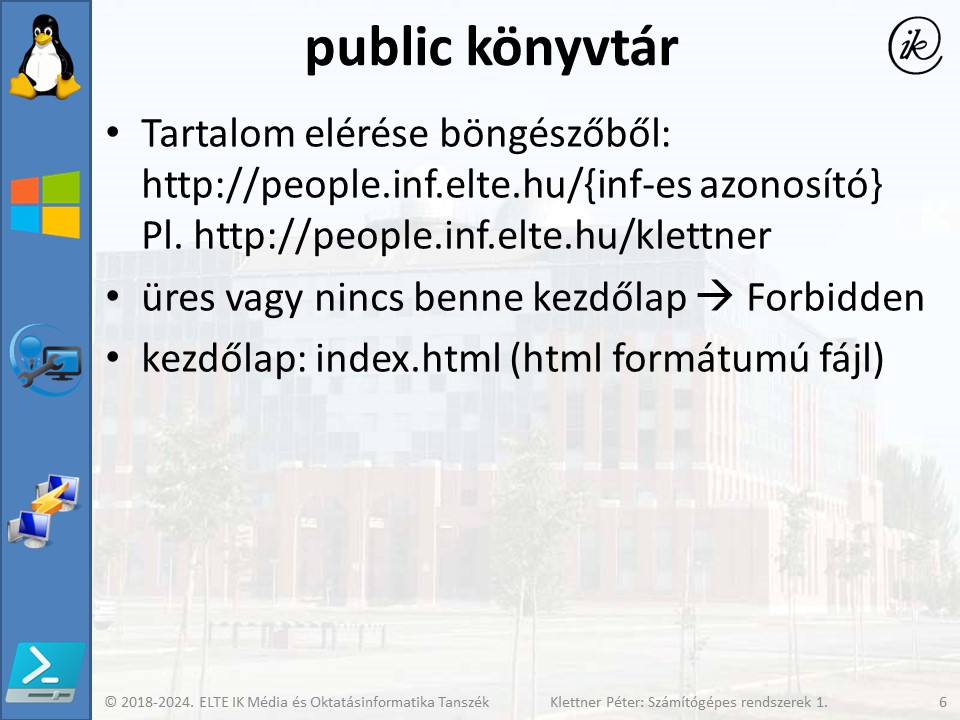 public könyvtár
ik
• Tartalom elérése böngészőből:
http://people.inf.elte.hu/{inf-es azonosító}
Pl. http://people.inf.elte.hu/klettner
• üres vagy nincs benne kezdőlap → Forbidden
• kezdőlap: index.html (html formátumú fájl)
© 2018-2024. ELTE IK Média és Oktatásinformatika Tanszék Klettner Péter: Számítógépes rendszerek 1. 6